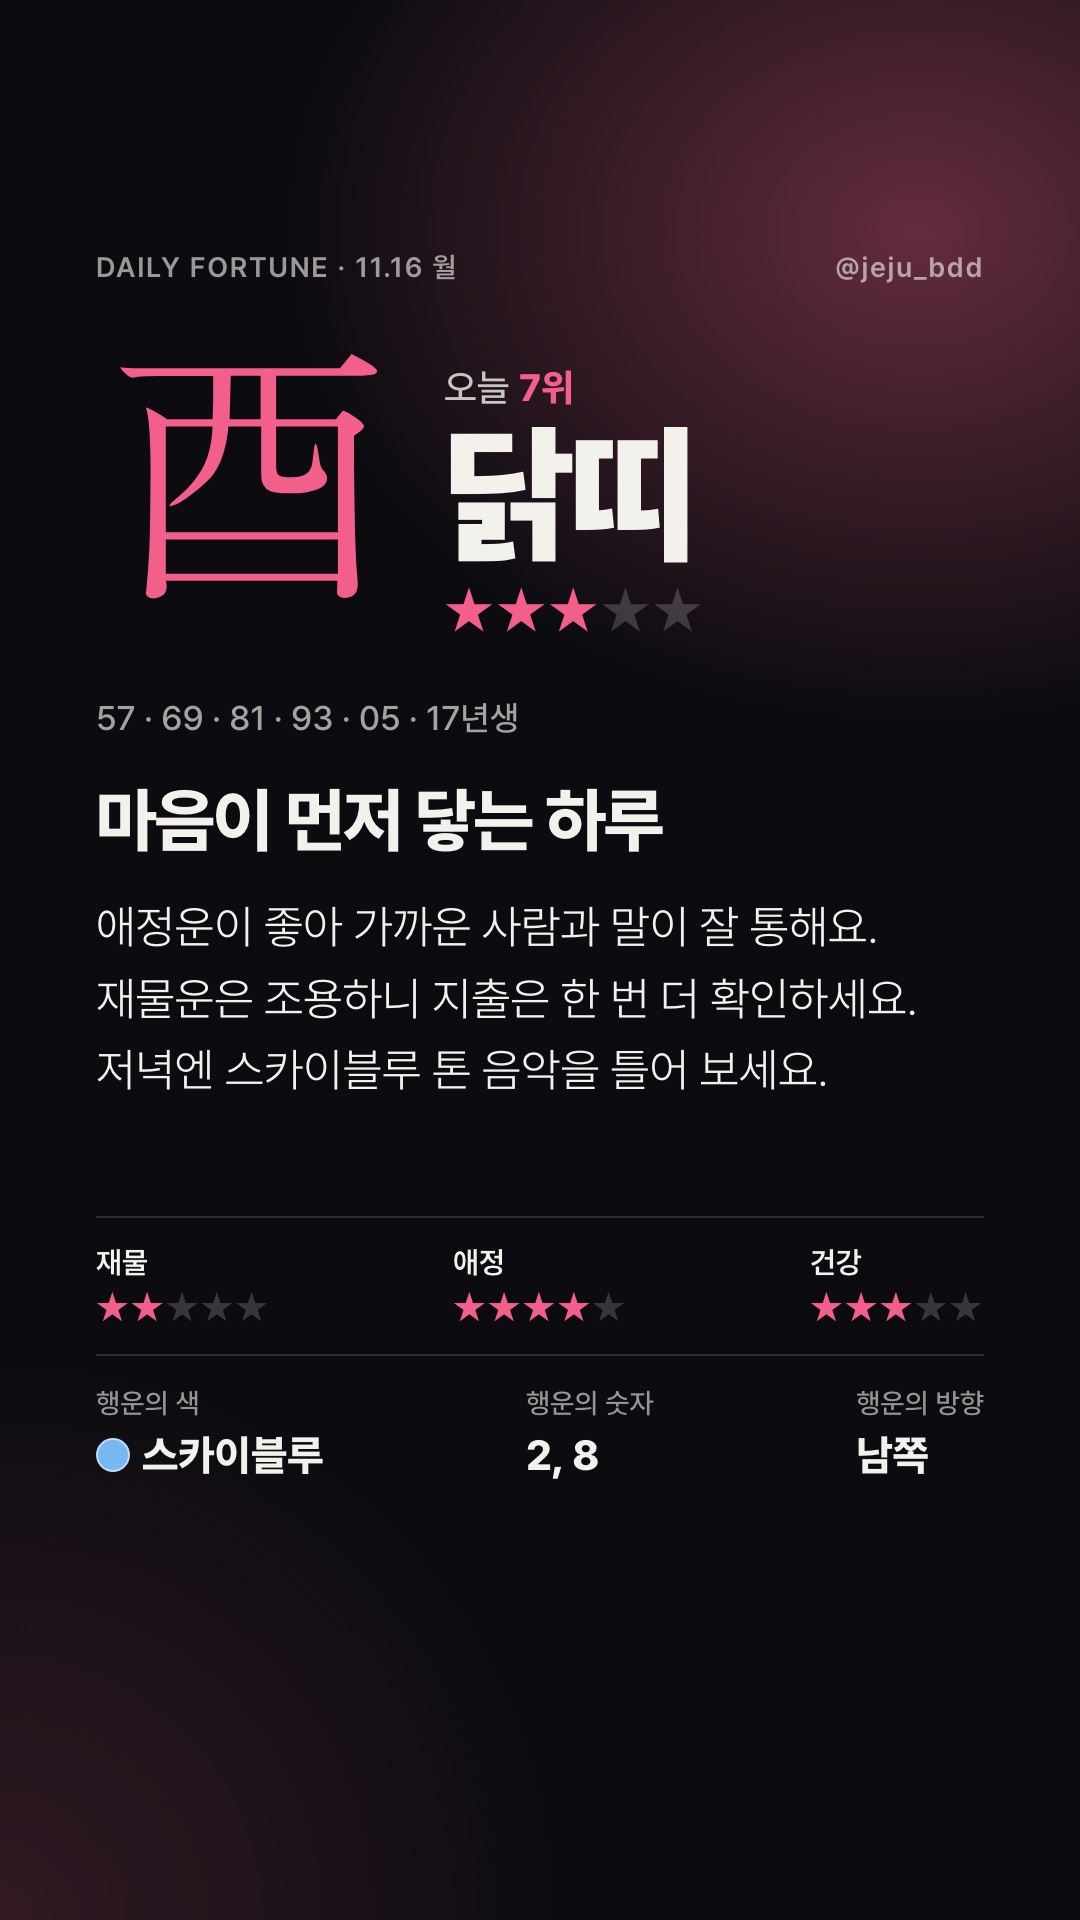 DAILY FORTUNE · 11.16 월
@jeju_bdd
酉
오늘 7위
닭띠
★★★★★
57 · 69 · 81 · 93 · 05 · 17년생
마음이 먼저 닿는 하루
애정운이 좋아 가까운 사람과 말이 잘 통해요.
재물운은 조용하니 지출은 한 번 더 확인하세요.
저녁엔 스카이블루 톤 음악을 틀어 보세요.
재물 애정 건강
★★★★★ ★★★★★ ★★★★★
행운의 색 행운의 숫자 행운의 방향
스카이블루 2, 8 남쪽